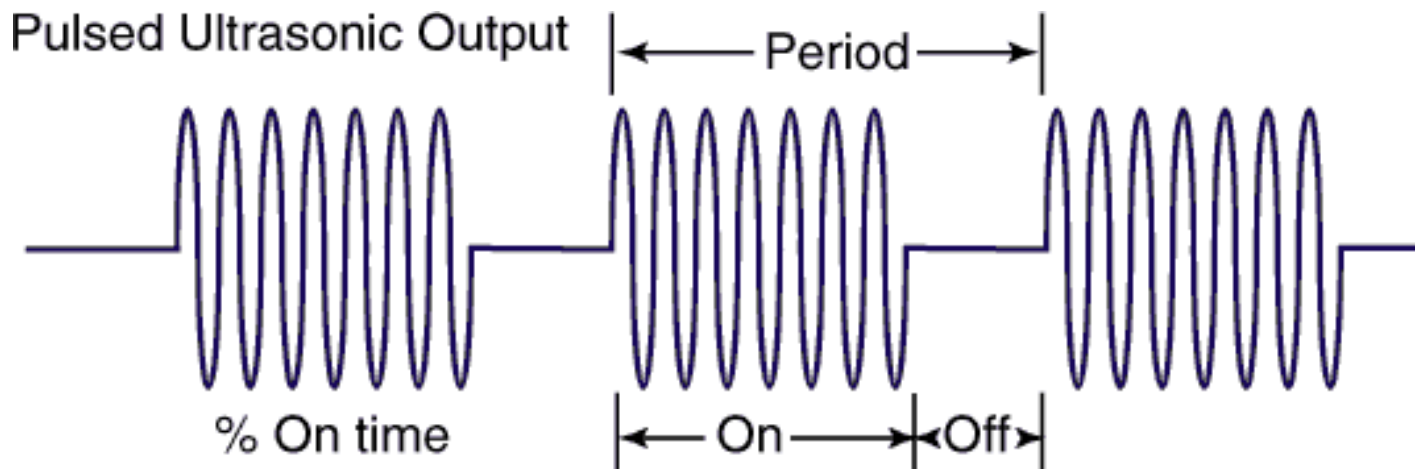 Pulsed Ultrasonic Output
Period
% On time
On
Off